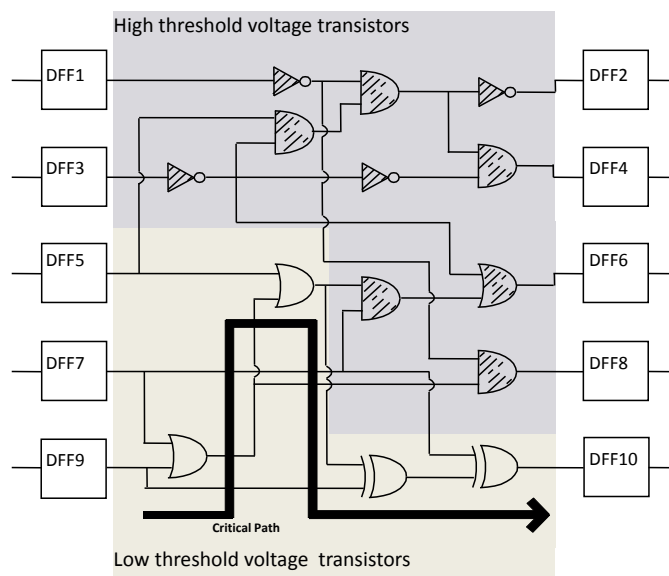 High threshold voltage transistors
DFF1
DFF2
DFF3
DFF4
DFF5
DFF6
DFF7
DFF8
DFF9
DFF10
Critical Path
Low threshold voltage transistors